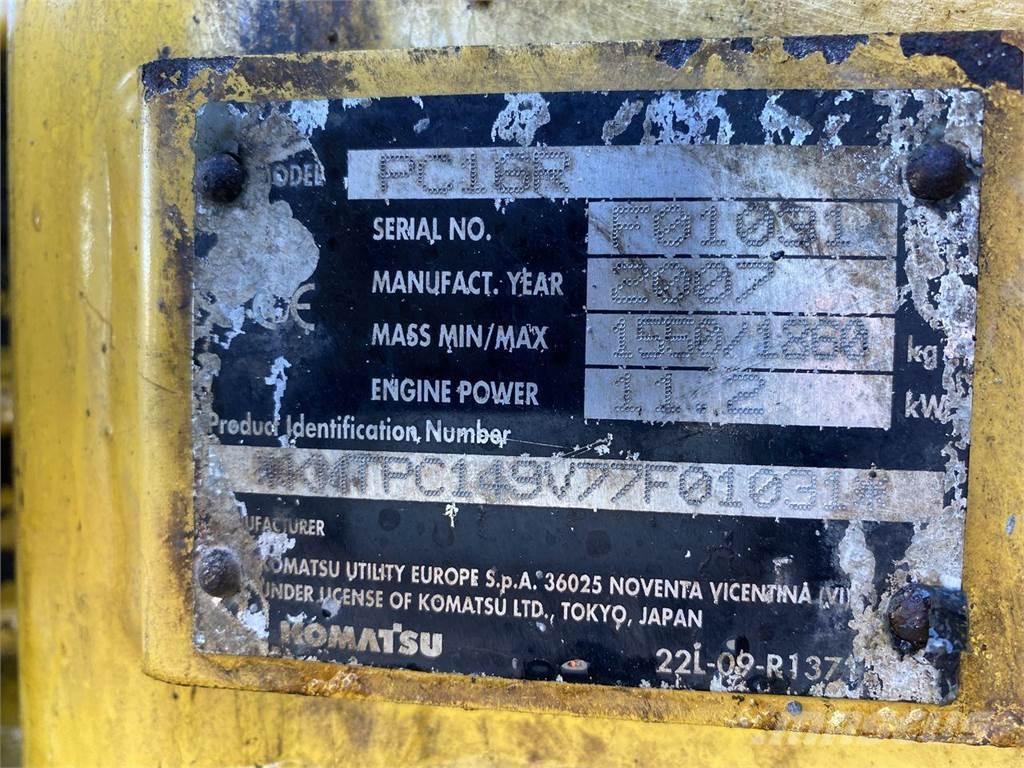 MODEL PC16R
SERIAL NO. F01031
MANUFACT. YEAR 2007
MASS MIN/MAX 1550/1880 kg
ENGINE POWER 11.2 kW
Product Identification Number
*KMTPC149V77F01031*
MANUFACTURER
KOMATSU UTILITY EUROPE S.p.A. 36025 NOVENTA VICENTINA (VI)
UNDER LICENSE OF KOMATSU LTD., TOKYO, JAPAN
KOMATSU
22L-09-R137